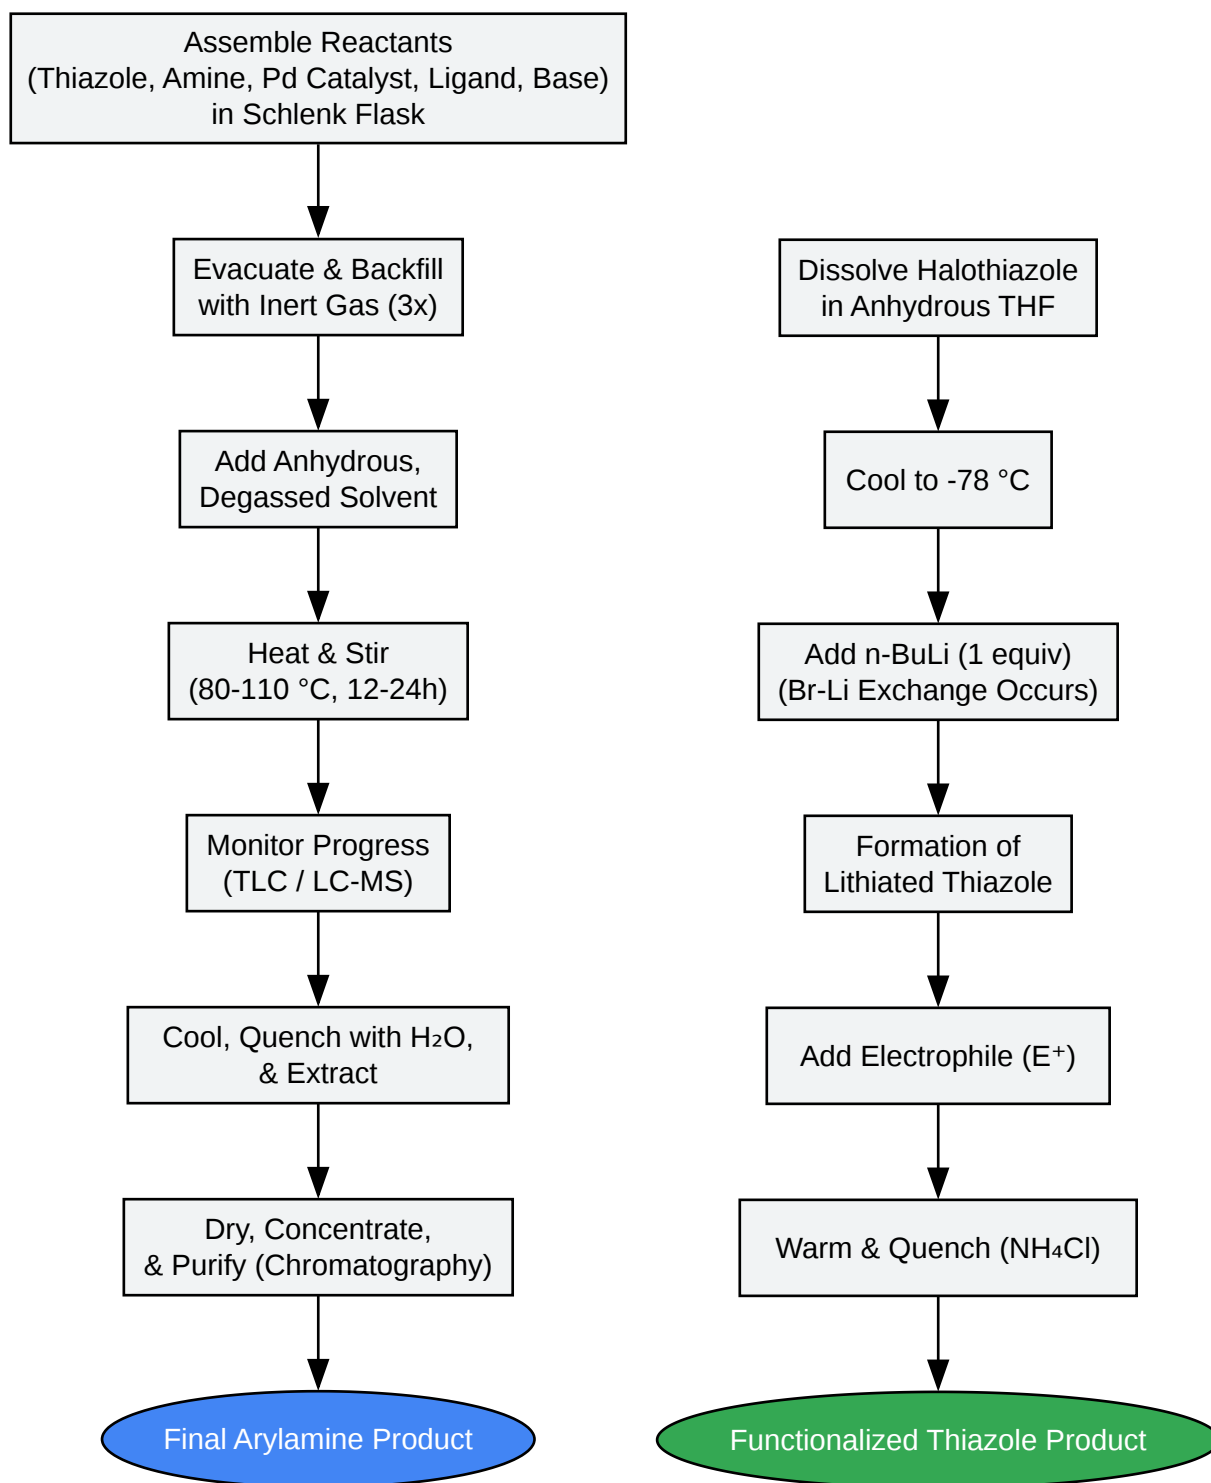 Assemble Reactants
(Thiazole, Amine, Pd Catalyst, Ligand, Base)
in Schlenk Flask
Evacuate & Backfill
with Inert Gas (3x)
Add Anhydrous,
Degassed Solvent
Heat & Stir
(80-110 °C, 12-24h)
Monitor Progress
(TLC / LC-MS)
Cool, Quench with H₂O,
& Extract
Dry, Concentrate,
& Purify (Chromatography)
Final Arylamine Product
Dissolve Halothiazole
in Anhydrous THF
Cool to -78 °C
Add n-BuLi (1 equiv)
(Br-Li Exchange Occurs)
Formation of
Lithiated Thiazole
Add Electrophile (E⁺)
Warm & Quench (NH₄Cl)
Functionalized Thiazole Product